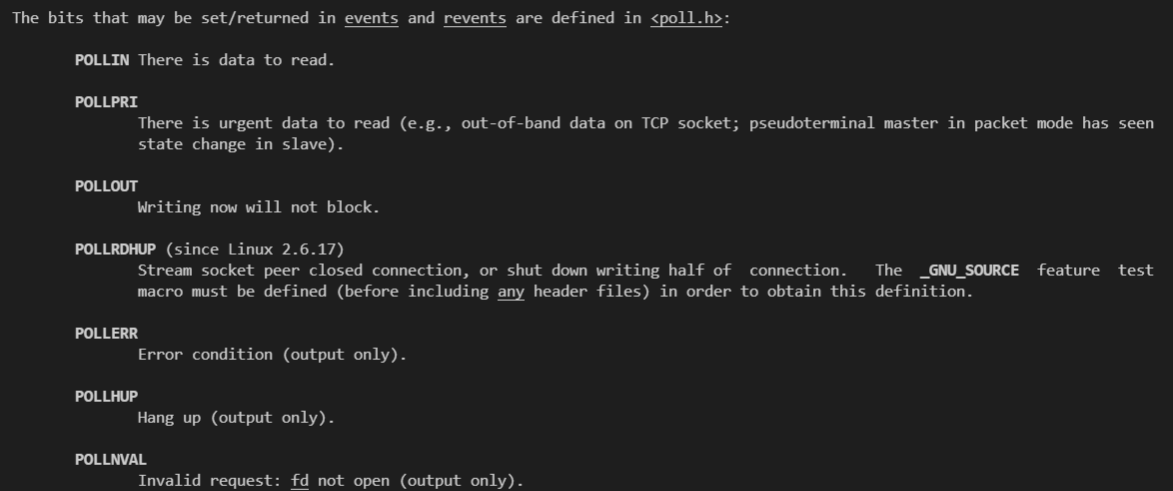 The bits that may be set/returned in events and revents are defined in <poll.h>:
POLLIN There is data to read.
POLLPRI
There is urgent data to read (e.g., out-of-band data on TCP socket; pseudoterminal master in packet mode has seen
state change in slave).
POLLOUT
Writing now will not block.
POLLRDHUP (since Linux 2.6.17)
Stream socket peer closed connection, or shut down writing half of connection. The _GNU_SOURCE feature test
macro must be defined (before including any header files) in order to obtain this definition.
POLLERR
Error condition (output only).
POLLHUP
Hang up (output only).
POLLNVAL
Invalid request: fd not open (output only).